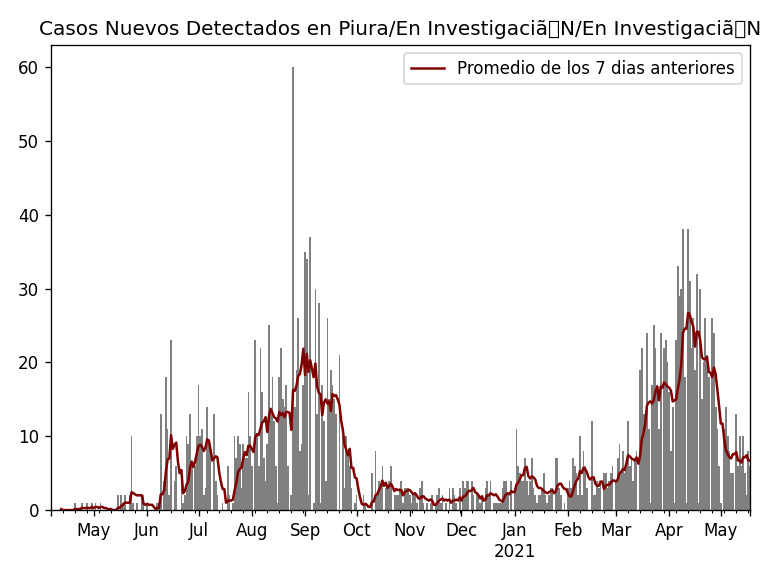 Casos Nuevos Detectados en Piura/En Investigaciã▯N/En Investigaciã▯N
Promedio de los 7 dias anteriores
60
50
40
30
20
10
0
May Jun Jul Aug Sep Oct Nov Dec Jan Feb Mar Apr May
2021